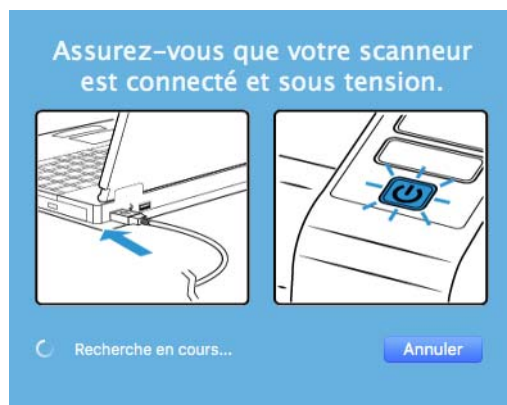 Assurez-vous que votre scanneur
est connecté et sous tension.
Recherche en cours...
Annuler